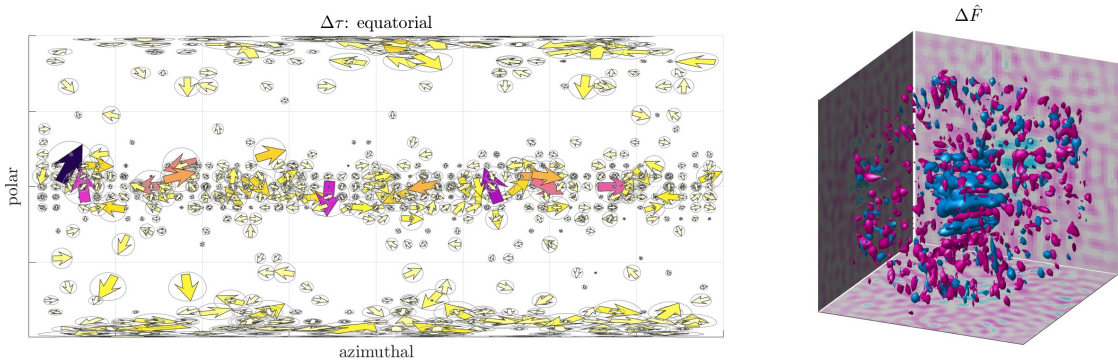 Δτ: equatorial
ΔF̂
polar
azimuthal